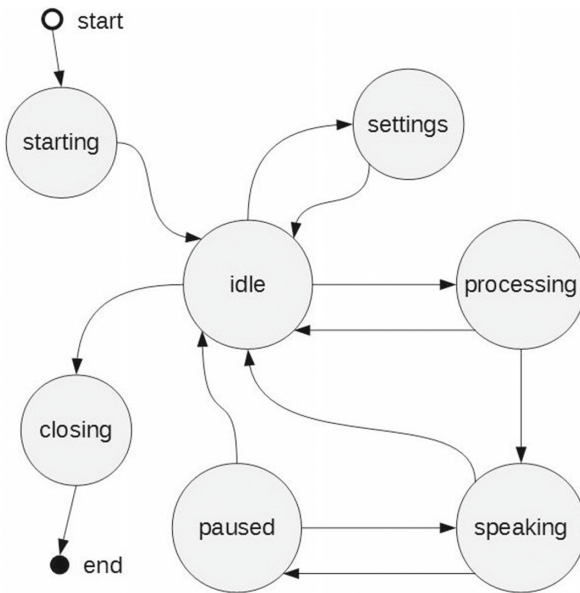 start
starting
settings
idle
processing
closing
paused
speaking
end